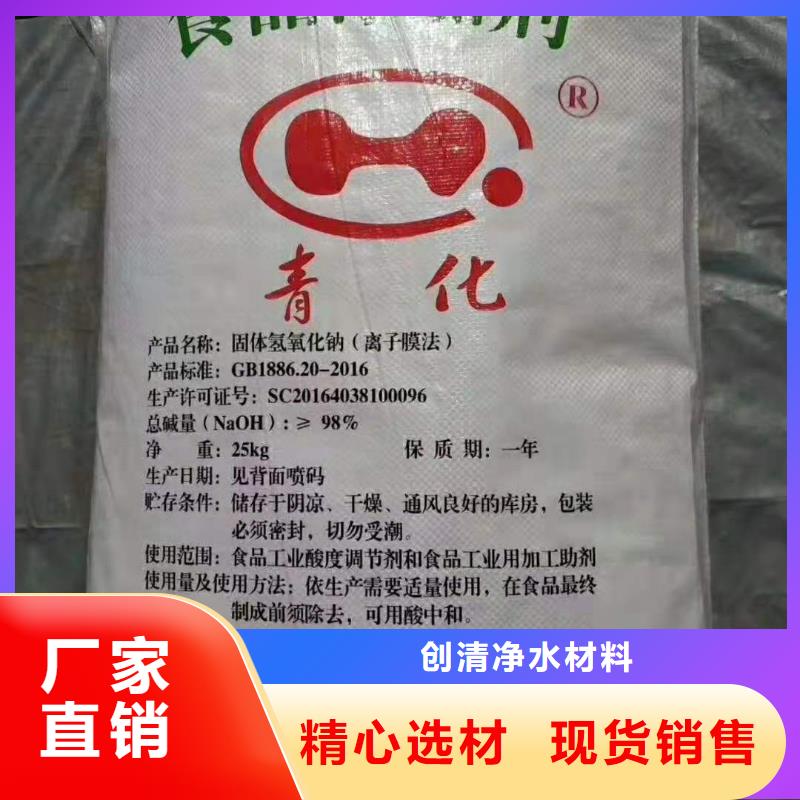 食品添加剂
®
青化
产品名称：固体氢氧化钠（离子膜法）
产品标准：GB1886.20-2016
生产许可证号：SC20164038100096
总碱量（NaOH）：≥ 98%
净 重：25kg 保 质 期：一年
生产日期：见背面喷码
贮存条件：储存于阴凉、干燥、通风良好的库房，包装
必须密封，切勿受潮。
使用范围：食品工业酸度调节剂和食品工业用加工助剂
使用量及使用方法：依生产需要适量使用，在食品最终
制成前须除去，可用酸中和。
厂家
直销
创清净水材料
精心选材 现货销售